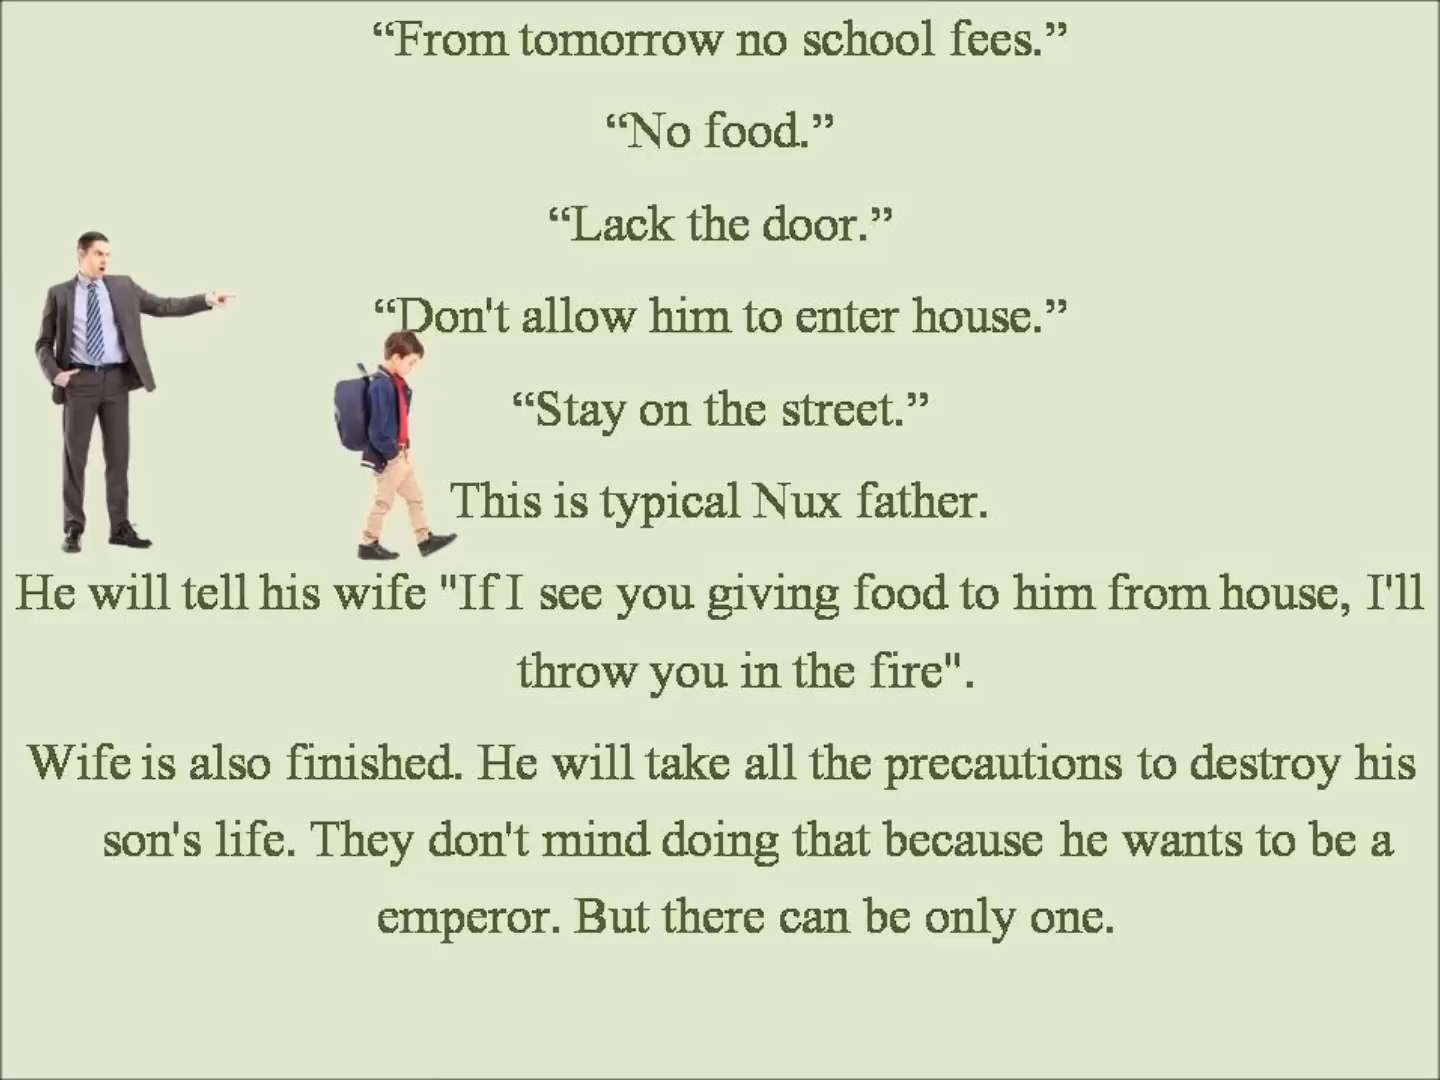 “From tomorrow no school fees.”
“No food.”
“Lack the door.”
“Don't allow him to enter house.”
“Stay on the street.”
This is typical Nux father.
He will tell his wife "If I see you giving food to him from house, I'll
throw you in the fire".
Wife is also finished. He will take all the precautions to destroy his
son's life. They don't mind doing that because he wants to be a
emperor. But there can be only one.